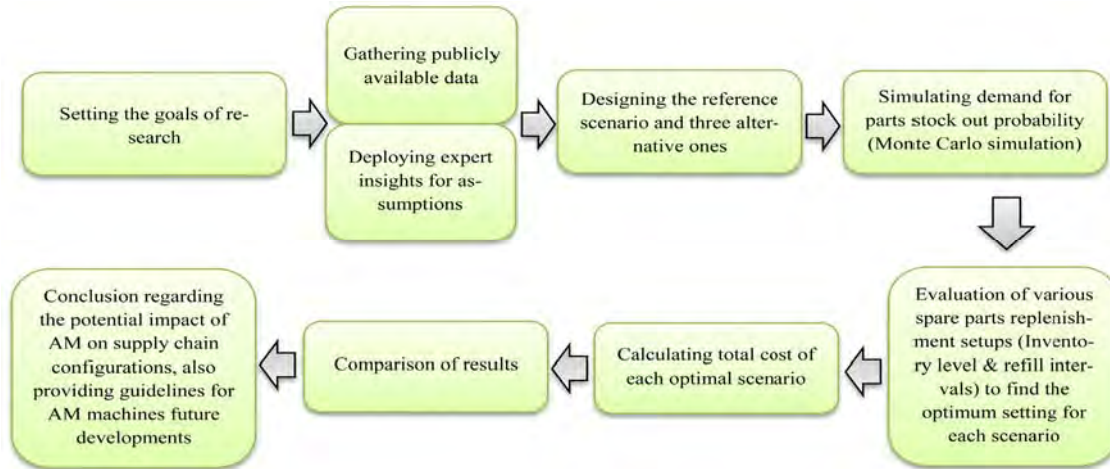 Setting the goals of re-
search
Gathering publicly
available data
Deploying expert
insights for as-
sumptions
Designing the reference
scenario and three alter-
native ones
Simulating demand for
parts stock out probability
(Monte Carlo simulation)
Evaluation of various
spare parts replenish-
ment setups (Invento-
ry level & refill inter-
vals) to find the
optimum setting for
each scenario
Calculating total cost of
each optimal scenario
Comparison of results
Conclusion regarding
the potential impact of
AM on supply chain
configurations, also
providing guidelines for
AM machines future
developments